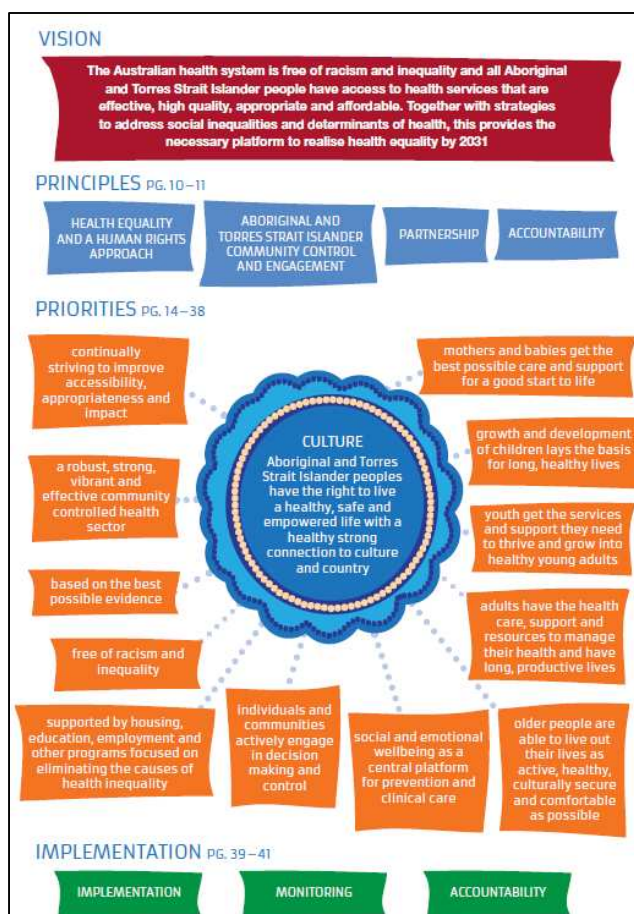 VISION
The Australian health system is free of racism and inequality and all Aboriginal
and Torres Strait Islander people have access to health services that are
effective, high quality, appropriate and affordable. Together with strategies
to address social inequalities and determinants of health, this provides the
necessary platform to realise health equality by 2031
PRINCIPLES PG. 10–11
HEALTH EQUALITY
AND A HUMAN RIGHTS
APPROACH
ABORIGINAL AND
TORRES STRAIT ISLANDER
COMMUNITY CONTROL
AND ENGAGEMENT
PARTNERSHIP
ACCOUNTABILITY
PRIORITIES PG. 14–38
continually
striving to improve
accessibility,
appropriateness and
impact
a robust, strong,
vibrant and
effective community
controlled health
sector
based on the best
possible evidence
free of racism and
inequality
supported by housing,
education, employment and
other programs focused on
eliminating the causes of
health inequality
CULTURE
Aboriginal and Torres
Strait Islander peoples
have the right to live
a healthy, safe and
empowered life with a
healthy strong
connection to culture
and country
individuals and
communities
actively engage
in decision
making and
control
social and emotional
wellbeing as a
central platform
for prevention and
clinical care
mothers and babies get the
best possible care and support
for a good start to life
growth and development
of children lays the basis
for long, healthy lives
youth get the services
and support they need
to thrive and grow into
healthy young adults
adults have the health
care, support and
resources to manage
their health and have
long, productive lives
older people are
able to live out
their lives as
active, healthy,
culturally secure
and comfortable
as possible
IMPLEMENTATION PG. 39–41
IMPLEMENTATION
MONITORING
ACCOUNTABILITY